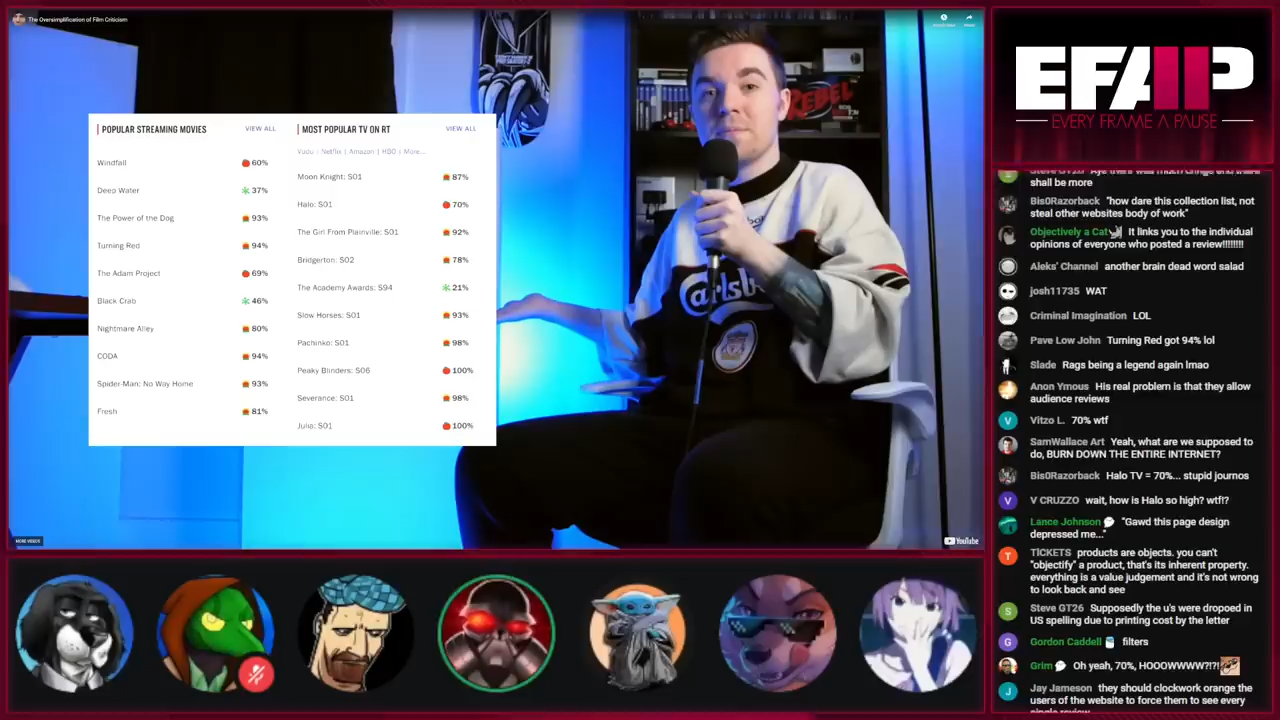 The Oversimplification of Film Criticism
POPULAR STREAMING MOVIES VIEW ALL
Windfall 60%
Deep Water 37%
The Power of the Dog 93%
Turning Red 94%
The Adam Project 69%
Black Crab 46%
Nightmare Alley 80%
CODA 94%
Spider-Man: No Way Home 93%
Fresh 81%
MOST POPULAR TV ON RT VIEW ALL
Vudu | Netflix | Amazon | HBO | More...
Moon Knight: S01 87%
Halo: S01 70%
The Girl From Plainville: S01 92%
Bridgerton: S02 78%
The Academy Awards: S94 21%
Slow Horses: S01 93%
Pachinko: S01 98%
Peaky Blinders: S06 100%
Severance: S01 98%
Julia: S01 100%
REBEL
MORE VIDEOS
YouTube
EFAP
EVERY FRAME A PAUSE
shall be more
Bis0Razorback "how dare this collection list, not
steal other websites body of work"
Objectively a Cat It links you to the individual
opinions of everyone who posted a review!!!!!!!!
Aleks' Channel another brain dead word salad
josh11735 WAT
Criminal Imagination LOL
Pave Low John Turning Red got 94% lol
Slade Rags being a legend again lmao
Anon Ymous His real problem is that they allow
audience reviews
Vitzo L. 70% wtf
SamWallace Art Yeah, what are we supposed to
do, BURN DOWN THE ENTIRE INTERNET?
Bis0Razorback Halo TV = 70%... stupid journos
V CRUZZO wait, how is Halo so high? wtf!?
Lance Johnson "Gawd this page design
depressed me..."
TICKETS products are objects. you can't
"objectify" a product, that's its inherent property.
everything is a value judgement and it's not wrong
to look back and see
Steve GT26 Supposedly the u's were dropoed in
US spelling due to printing cost by the letter
Gordon Caddell filters
Grim Oh yeah, 70%, HOOOWWWW?!?!
Jay Jameson they should clockwork orange the
users of the website to force them to see every